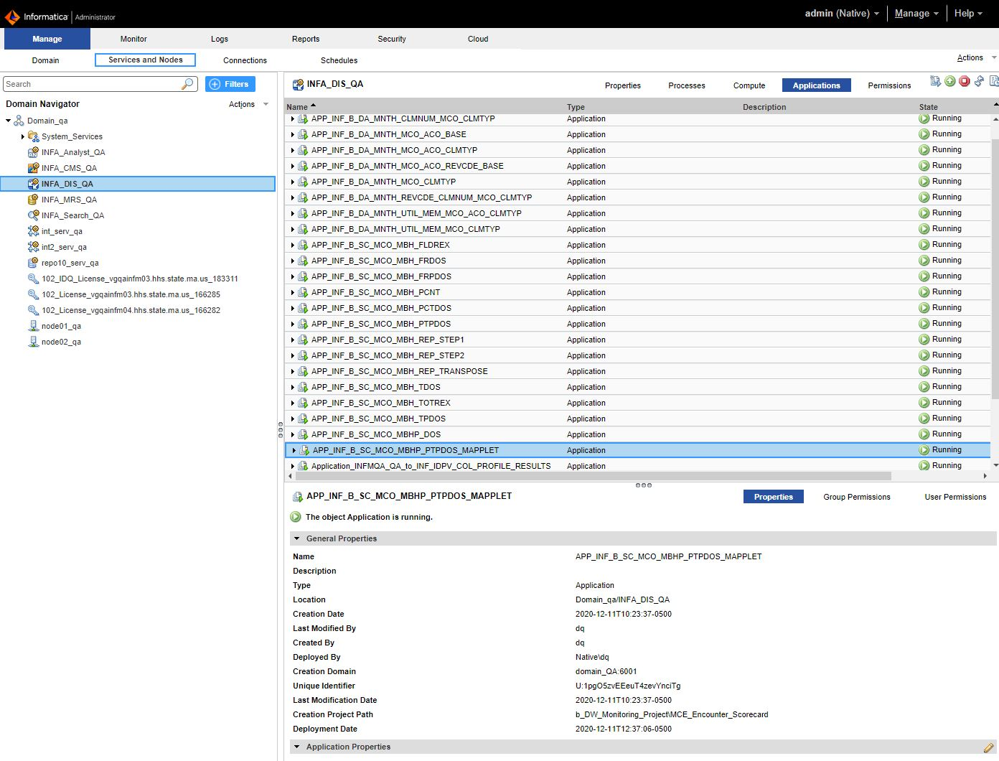 Informatica Administrator
admin (Native) Manage Help
Manage Monitor Logs Reports Security Cloud
Domain Services and Nodes Connections Schedules Actions
Search Filters
Domain Navigator Actions
Domain_qa
System_Services
INFA_Analyst_QA
INFA_CMS_QA
INFA_DIS_QA
INFA_MRS_QA
INFA_Search_QA
int_serv_qa
int2_serv_qa
repo10_serv_qa
102_IDQ_License_vgqainfm03.hhs.state.ma.us_183311
102_License_vgqainfm03.hhs.state.ma.us_166285
102_License_vgqainfm04.hhs.state.ma.us_166282
node01_qa
node02_qa
INFA_DIS_QA Properties Processes Compute Applications Permissions
Name Type Description State
APP_INF_B_DA_MNTH_CLMNUM_MCO_CLMTYP Application Running
APP_INF_B_DA_MNTH_MCO_ACO_BASE Application Running
APP_INF_B_DA_MNTH_MCO_ACO_CLMTYP Application Running
APP_INF_B_DA_MNTH_MCO_ACO_REVCDE_BASE Application Running
APP_INF_B_DA_MNTH_MCO_CLMTYP Application Running
APP_INF_B_DA_MNTH_REVCDE_CLMNUM_MCO_CLMTYP Application Running
APP_INF_B_DA_MNTH_UTIL_MEM_MCO_ACO_CLMTYP Application Running
APP_INF_B_DA_MNTH_UTIL_MEM_MCO_CLMTYP Application Running
APP_INF_B_SC_MCO_MBH_FLDREX Application Running
APP_INF_B_SC_MCO_MBH_FRDOS Application Running
APP_INF_B_SC_MCO_MBH_FRPDOS Application Running
APP_INF_B_SC_MCO_MBH_PCNT Application Running
APP_INF_B_SC_MCO_MBH_PCTDOS Application Running
APP_INF_B_SC_MCO_MBH_PTPDOS Application Running
APP_INF_B_SC_MCO_MBH_REP_STEP1 Application Running
APP_INF_B_SC_MCO_MBH_REP_STEP2 Application Running
APP_INF_B_SC_MCO_MBH_REP_TRANSPOSE Application Running
APP_INF_B_SC_MCO_MBH_TDOS Application Running
APP_INF_B_SC_MCO_MBH_TOTREX Application Running
APP_INF_B_SC_MCO_MBH_TPDOS Application Running
APP_INF_B_SC_MCO_MBHP_DOS Application Running
APP_INF_B_SC_MCO_MBHP_PTPDOS_MAPPLET Application Running
Application_INFMQA_QA_to_INF_IDPV_COL_PROFILE_RESULTS Application Running
APP_INF_B_SC_MCO_MBHP_PTPDOS_MAPPLET Properties Group Permissions User Permissions
The object Application is running.
General Properties
Name APP_INF_B_SC_MCO_MBHP_PTPDOS_MAPPLET
Description
Type Application
Location Domain_qa/INFA_DIS_QA
Creation Date 2020-12-11T10:23:37-0500
Last Modified By dq
Created By dq
Deployed By Native\dq
Creation Domain domain_QA:6001
Unique Identifier U:1pgO5zvEEeuT4zevYnciTg
Last Modification Date 2020-12-11T10:23:37-0500
Creation Project Path b_DW_Monitoring_Project\MCE_Encounter_Scorecard
Deployment Date 2020-12-11T12:37:06-0500
Application Properties